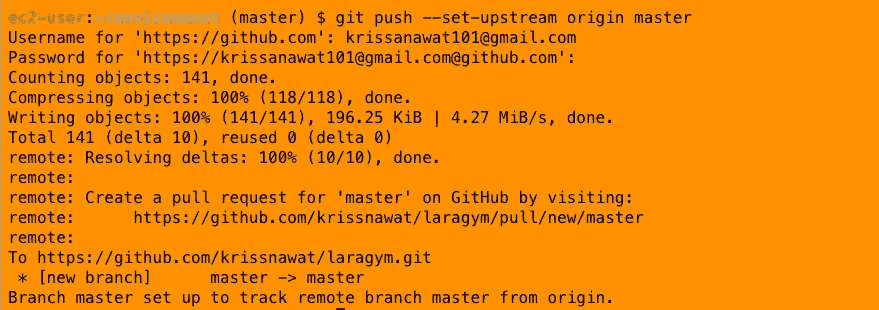 ec2-user:~/environment (master) $ git push --set-upstream origin master
Username for 'https://github.com': krissanawat101@gmail.com
Password for 'https://krissanawat101@gmail.com@github.com':
Counting objects: 141, done.
Compressing objects: 100% (118/118), done.
Writing objects: 100% (141/141), 196.25 KiB | 4.27 MiB/s, done.
Total 141 (delta 10), reused 0 (delta 0)
remote: Resolving deltas: 100% (10/10), done.
remote:
remote: Create a pull request for 'master' on GitHub by visiting:
remote:      https://github.com/krissnawat/laragym/pull/new/master
remote:
To https://github.com/krissnawat/laragym.git
 * [new branch]      master -> master
Branch master set up to track remote branch master from origin.